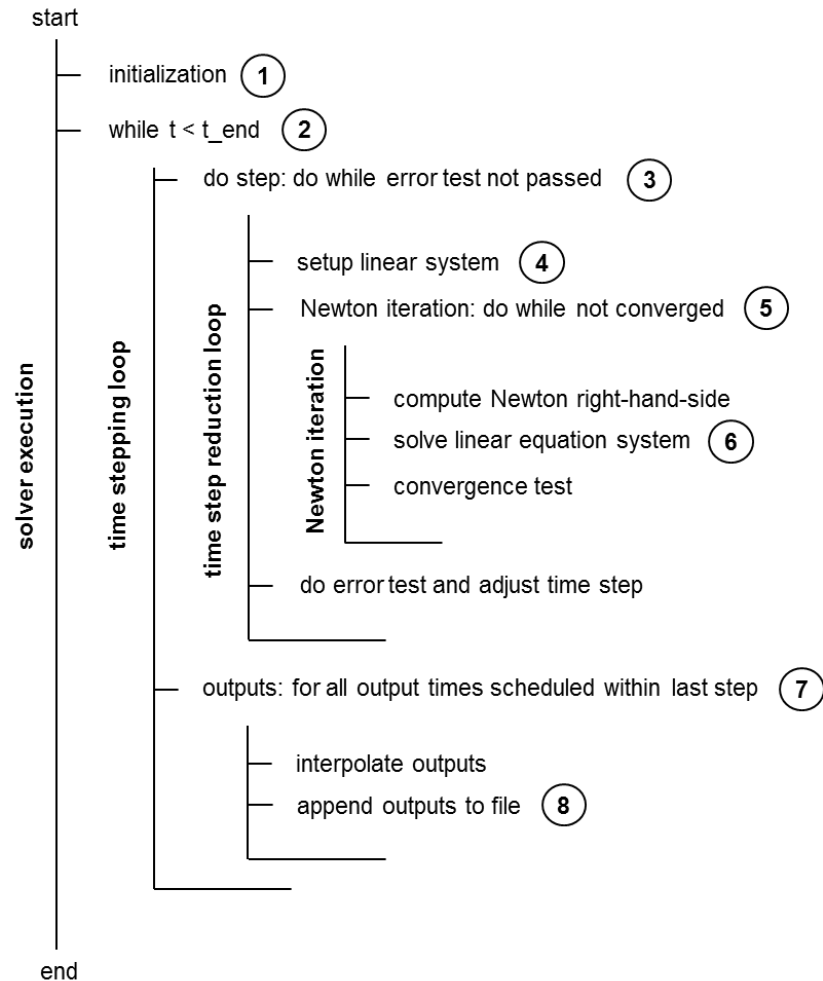 start
initialization 1
while t < t_end 2
do step: do while error test not passed 3
setup linear system 4
Newton iteration: do while not converged 5
compute Newton right-hand-side
solve linear equation system 6
convergence test
do error test and adjust time step
outputs: for all output times scheduled within last step 7
interpolate outputs
append outputs to file 8
end
solver execution
time stepping loop
time step reduction loop
Newton iteration